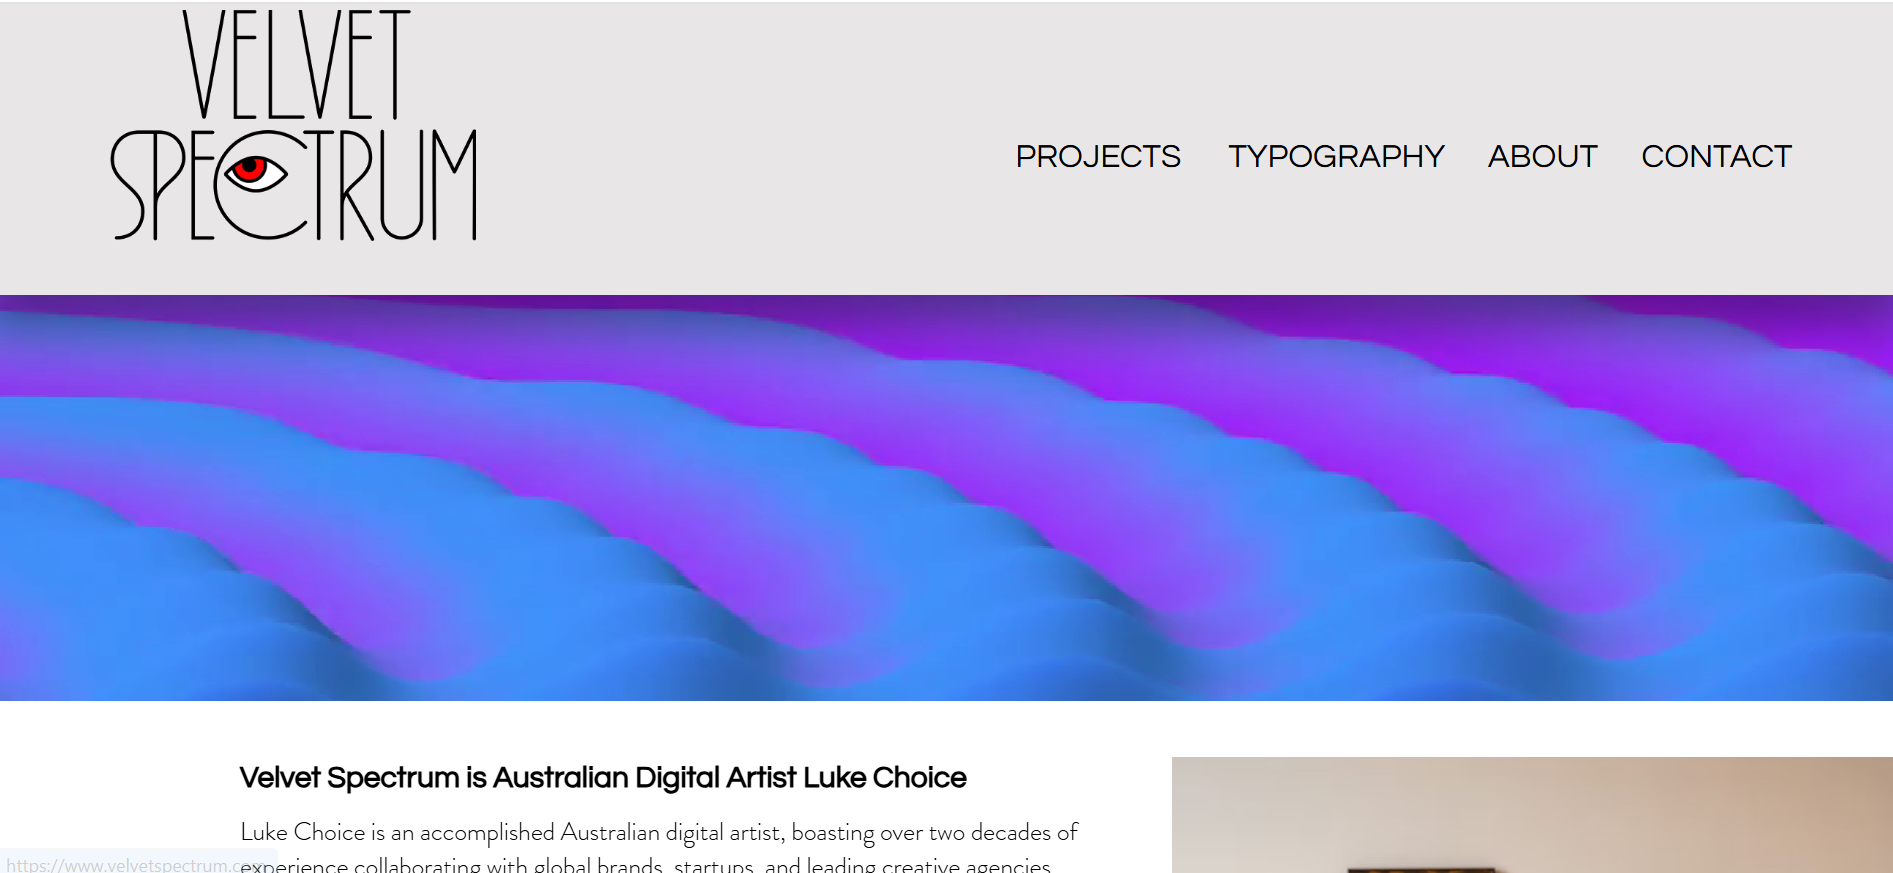 VELVET
SPECTRUM
PROJECTS TYPOGRAPHY ABOUT CONTACT
Velvet Spectrum is Australian Digital Artist Luke Choice
Luke Choice is an accomplished Australian digital artist, boasting over two decades of
experience collaborating with global brands, startups, and leading creative agencies
https://www.velvetspectrum.com